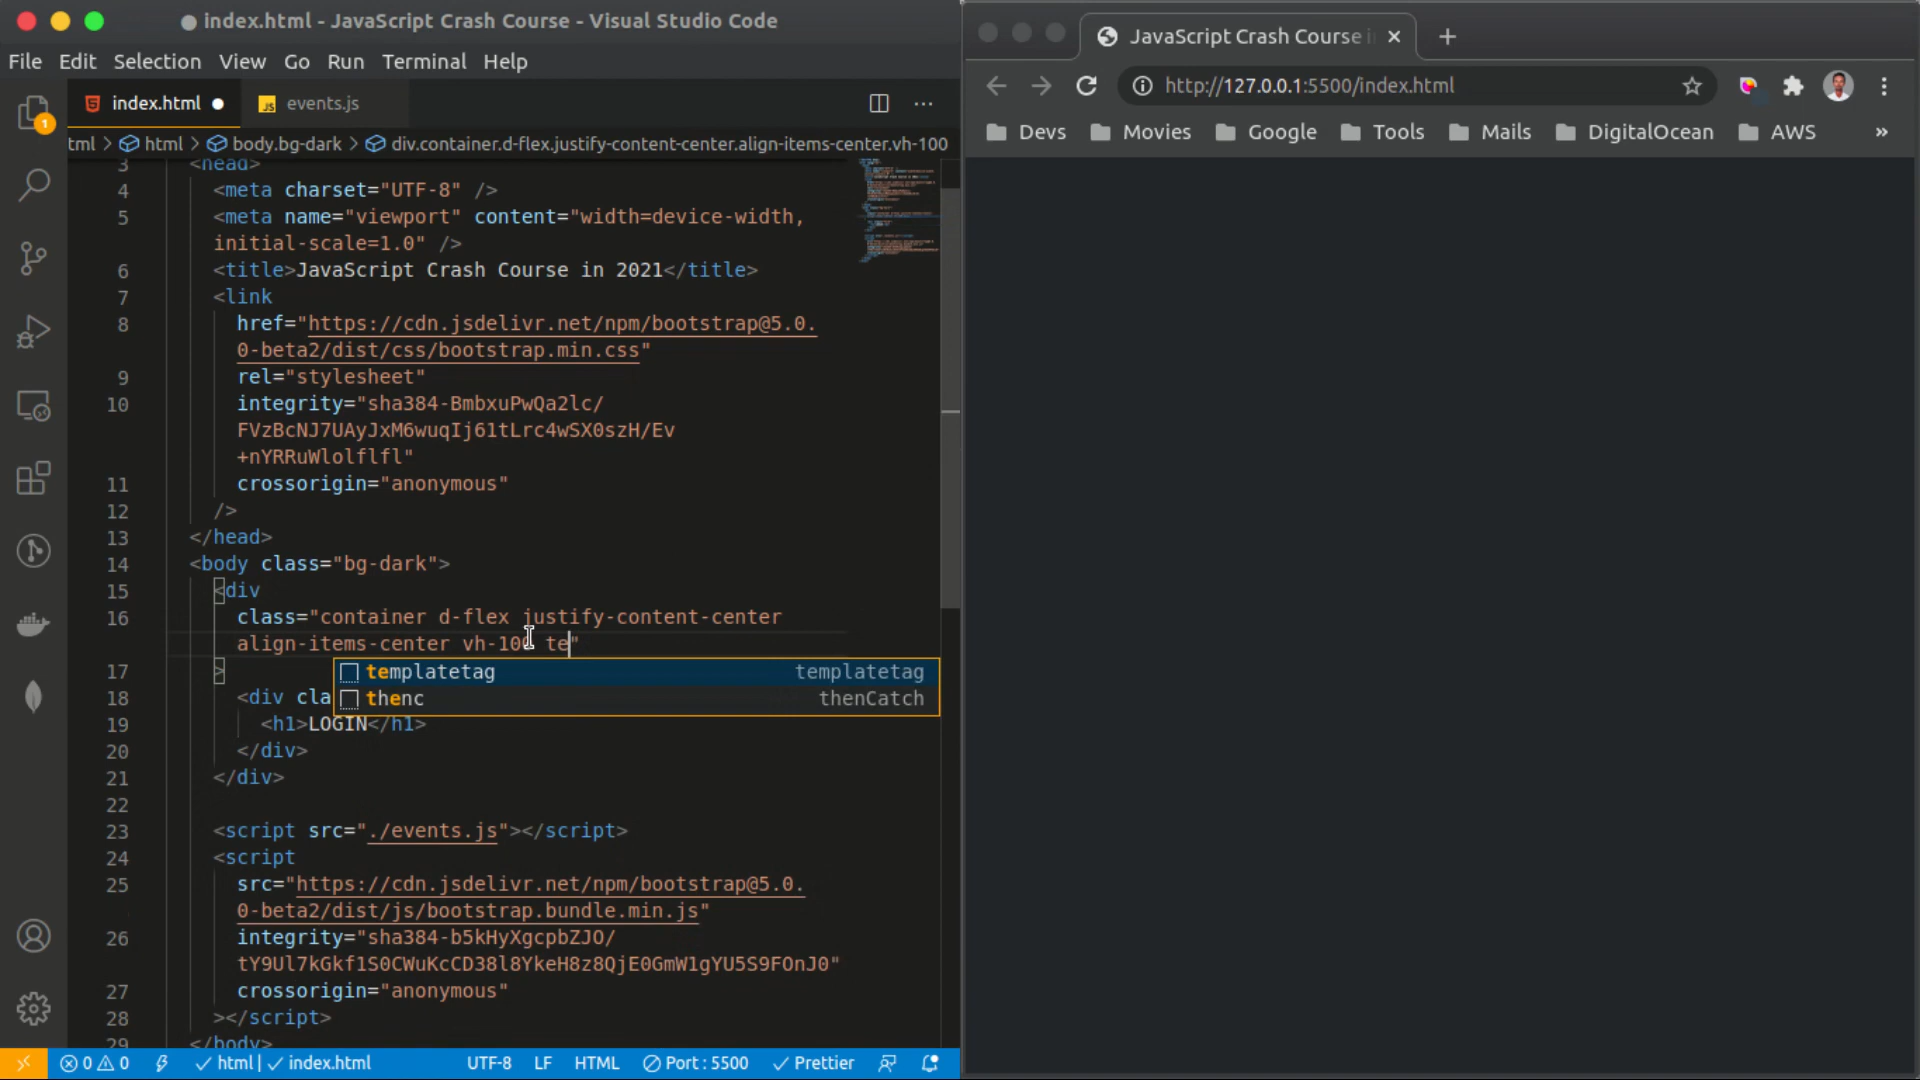 index.html - JavaScript Crash Course - Visual Studio Code
File Edit Selection View Go Run Terminal Help
index.html
JS events.js
tml > html > body.bg-dark > div.container.d-flex.justify-content-center.align-items-center.vh-100
1
3 <head>
4 <meta charset="UTF-8" />
5 <meta name="viewport" content="width=device-width,
initial-scale=1.0" />
6 <title>JavaScript Crash Course in 2021</title>
7 <link
8 href="https://cdn.jsdelivr.net/npm/bootstrap@5.0.
0-beta2/dist/css/bootstrap.min.css"
9 rel="stylesheet"
10 integrity="sha384-BmbxuPwQa2lc/
FVzBcNJ7UAyJxM6wuqIj61tLrc4wSX0szH/Ev
+nYRRuWlolflfl"
11 crossorigin="anonymous"
12 />
13 </head>
14 <body class="bg-dark">
15 <div
16 class="container d-flex justify-content-center
align-items-center vh-100 te"
17 >
templatetag templatetag
thenc thenCatch
18 <div cla
19 <h1>LOGIN</h1>
20 </div>
21 </div>
22
23 <script src="./events.js"></script>
24 <script
25 src="https://cdn.jsdelivr.net/npm/bootstrap@5.0.
0-beta2/dist/js/bootstrap.bundle.min.js"
26 integrity="sha384-b5kHyXgcpbZJO/
tY9Ul7kGkf1S0CWuKcCD38l8YkeH8z8QjE0GmW1gYU5S9FOnJ0"
27 crossorigin="anonymous"
28 ></script>
29 </body>
0 0 html | index.html UTF-8 LF HTML Port : 5500 Prettier
JavaScript Crash Course i
http://127.0.0.1:5500/index.html
Devs Movies Google Tools Mails DigitalOcean AWS »